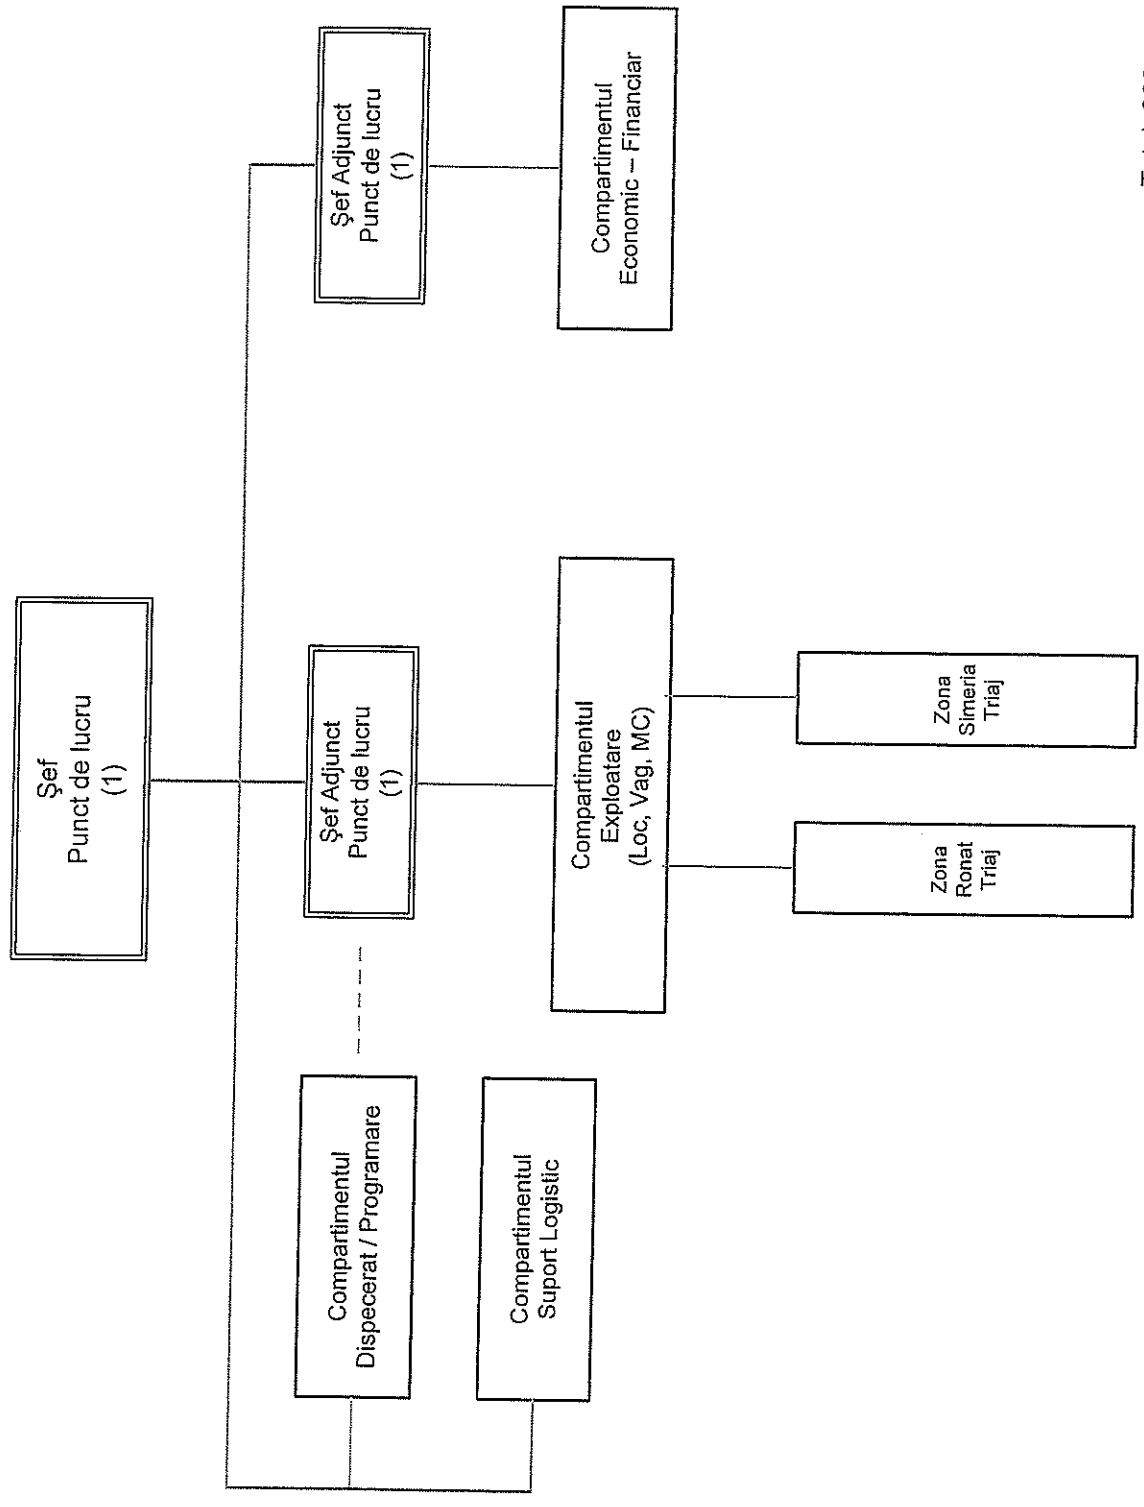 Şef
Punct de lucru
(1)
Şef Adjunct
Punct de lucru
(1)
Şef Adjunct
Punct de lucru
(1)
Compartimentul
Dispecerat / Programare
Compartimentul
Suport Logistic
Compartimentul
Exploatare
(Loc, Vag, MC)
Compartimentul
Economic – Financiar
Zona
Ronat
Triaj
Zona
Simeria
Triaj